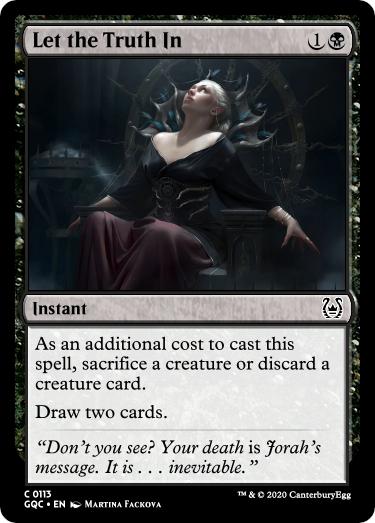 Let the Truth In 1
Instant
As an additional cost to cast this
spell, sacrifice a creature or discard a
creature card.
Draw two cards.
“Don’t you see? Your death is Jorah’s
message. It is . . . inevitable.”
C 0113
GQC • EN Martina Fackova
™ & © 2020 CanterburyEgg